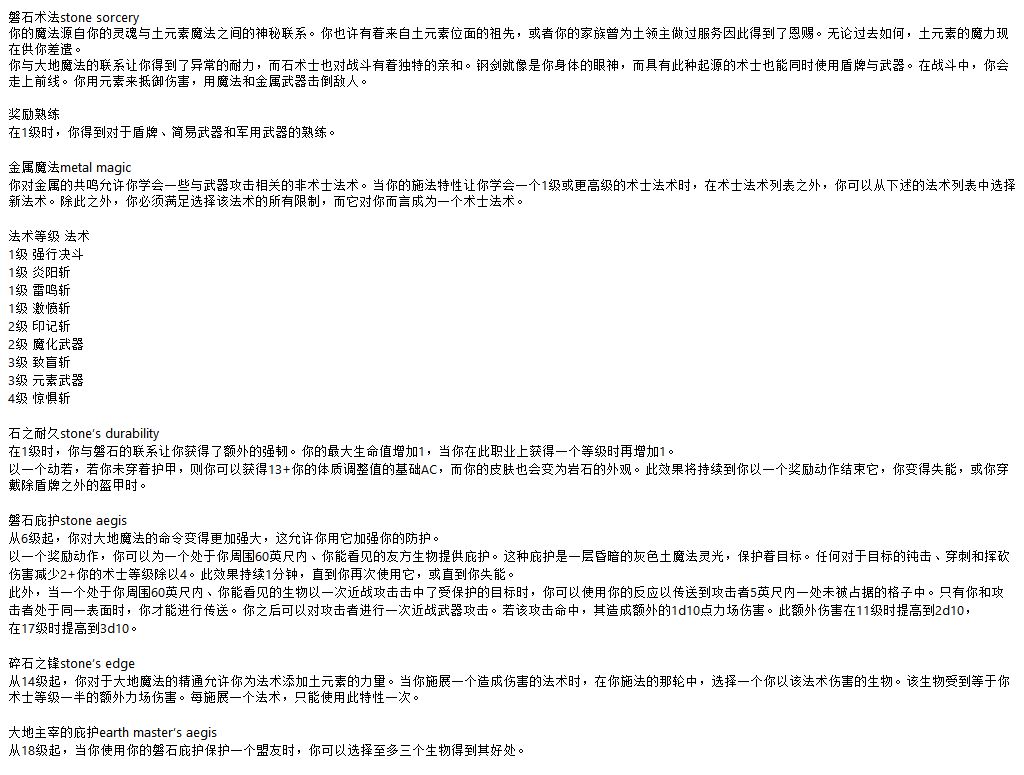 磐石术法stone sorcery
你的魔法源自你的灵魂与土元素魔法之间的神秘联系。你也许有着来自土元素位面的祖先，或者你的家族曾为土领主做过服务因此得到了恩赐。无论过去如何，土元素的魔力现
在供你差遣。
你与大地魔法的联系让你得到了异常的耐力，而石术士也对战斗有着独特的亲和。钢剑就像是你身体的眼神，而具有此种起源的术士也能同时使用盾牌与武器。在战斗中，你会
走上前线。你用元素来抵御伤害，用魔法和金属武器击倒敌人。
奖励熟练
在1级时，你得到对于盾牌、简易武器和军用武器的熟练。
金属魔法metal magic
你对金属的共鸣允许你学会一些与武器攻击相关的非术士法术。当你的施法特性让你学会一个1级或更高级的术士法术时，在术士法术列表之外，你可以从下述的法术列表中选择
新法术。除此之外，你必须满足选择该法术的所有限制，而它对你而言成为一个术士法术。
法术等级 法术
1级 强行决斗
1级 炎阳斩
1级 雷鸣斩
1级 激愤斩
2级 印记斩
2级 魔化武器
3级 致盲斩
3级 元素武器
4级 惊惧斩
石之耐久stone's durability
在1级时，你与磐石的联系让你获得了额外的强韧。你的最大生命值增加1，当你在此职业上获得一个等级时再增加1。
以一个动若，若你未穿着护甲，则你可以获得13+你的体质调整值的基础AC，而你的皮肤也会变为岩石的外观。此效果将持续到你以一个奖励动作结束它，你变得失能，或你穿
戴除盾牌之外的盔甲时。
磐石庇护stone aegis
从6级起，你对大地魔法的命令变得更加强大，这允许你用它加强你的防护。
以一个奖励动作，你可以为一个处于你周围60英尺内、你能看见的友方生物提供庇护。这种庇护是一层昏暗的灰色土魔法灵光，保护着目标。任何对于目标的钝击、穿刺和挥砍
伤害减少2+你的术士等级除以4。此效果持续1分钟，直到你再次使用它，或直到你失能。
此外，当一个处于你周围60英尺内、你能看见的生物以一次近战攻击击中了受保护的目标时，你可以使用你的反应以传送到攻击者5英尺内一处未被占据的格子中。只有你和攻
击者处于同一表面时，你才能进行传送。你之后可以对攻击者进行一次近战武器攻击。若该攻击命中，其造成额外的1d10点力场伤害。此额外伤害在11级时提高到2d10，
在17级时提高到3d10。
碎石之锋stone's edge
从14级起，你对于大地魔法的精通允许你为法术添加土元素的力量。当你施展一个造成伤害的法术时，在你施法的那轮中，选择一个你以该法术伤害的生物。该生物受到等于你
术士等级一半的额外力场伤害。每施展一个法术，只能使用此特性一次。
大地主宰的庇护earth master's aegis
从18级起，当你使用你的磐石庇护保护一个盟友时，你可以选择至多三个生物得到其好处。